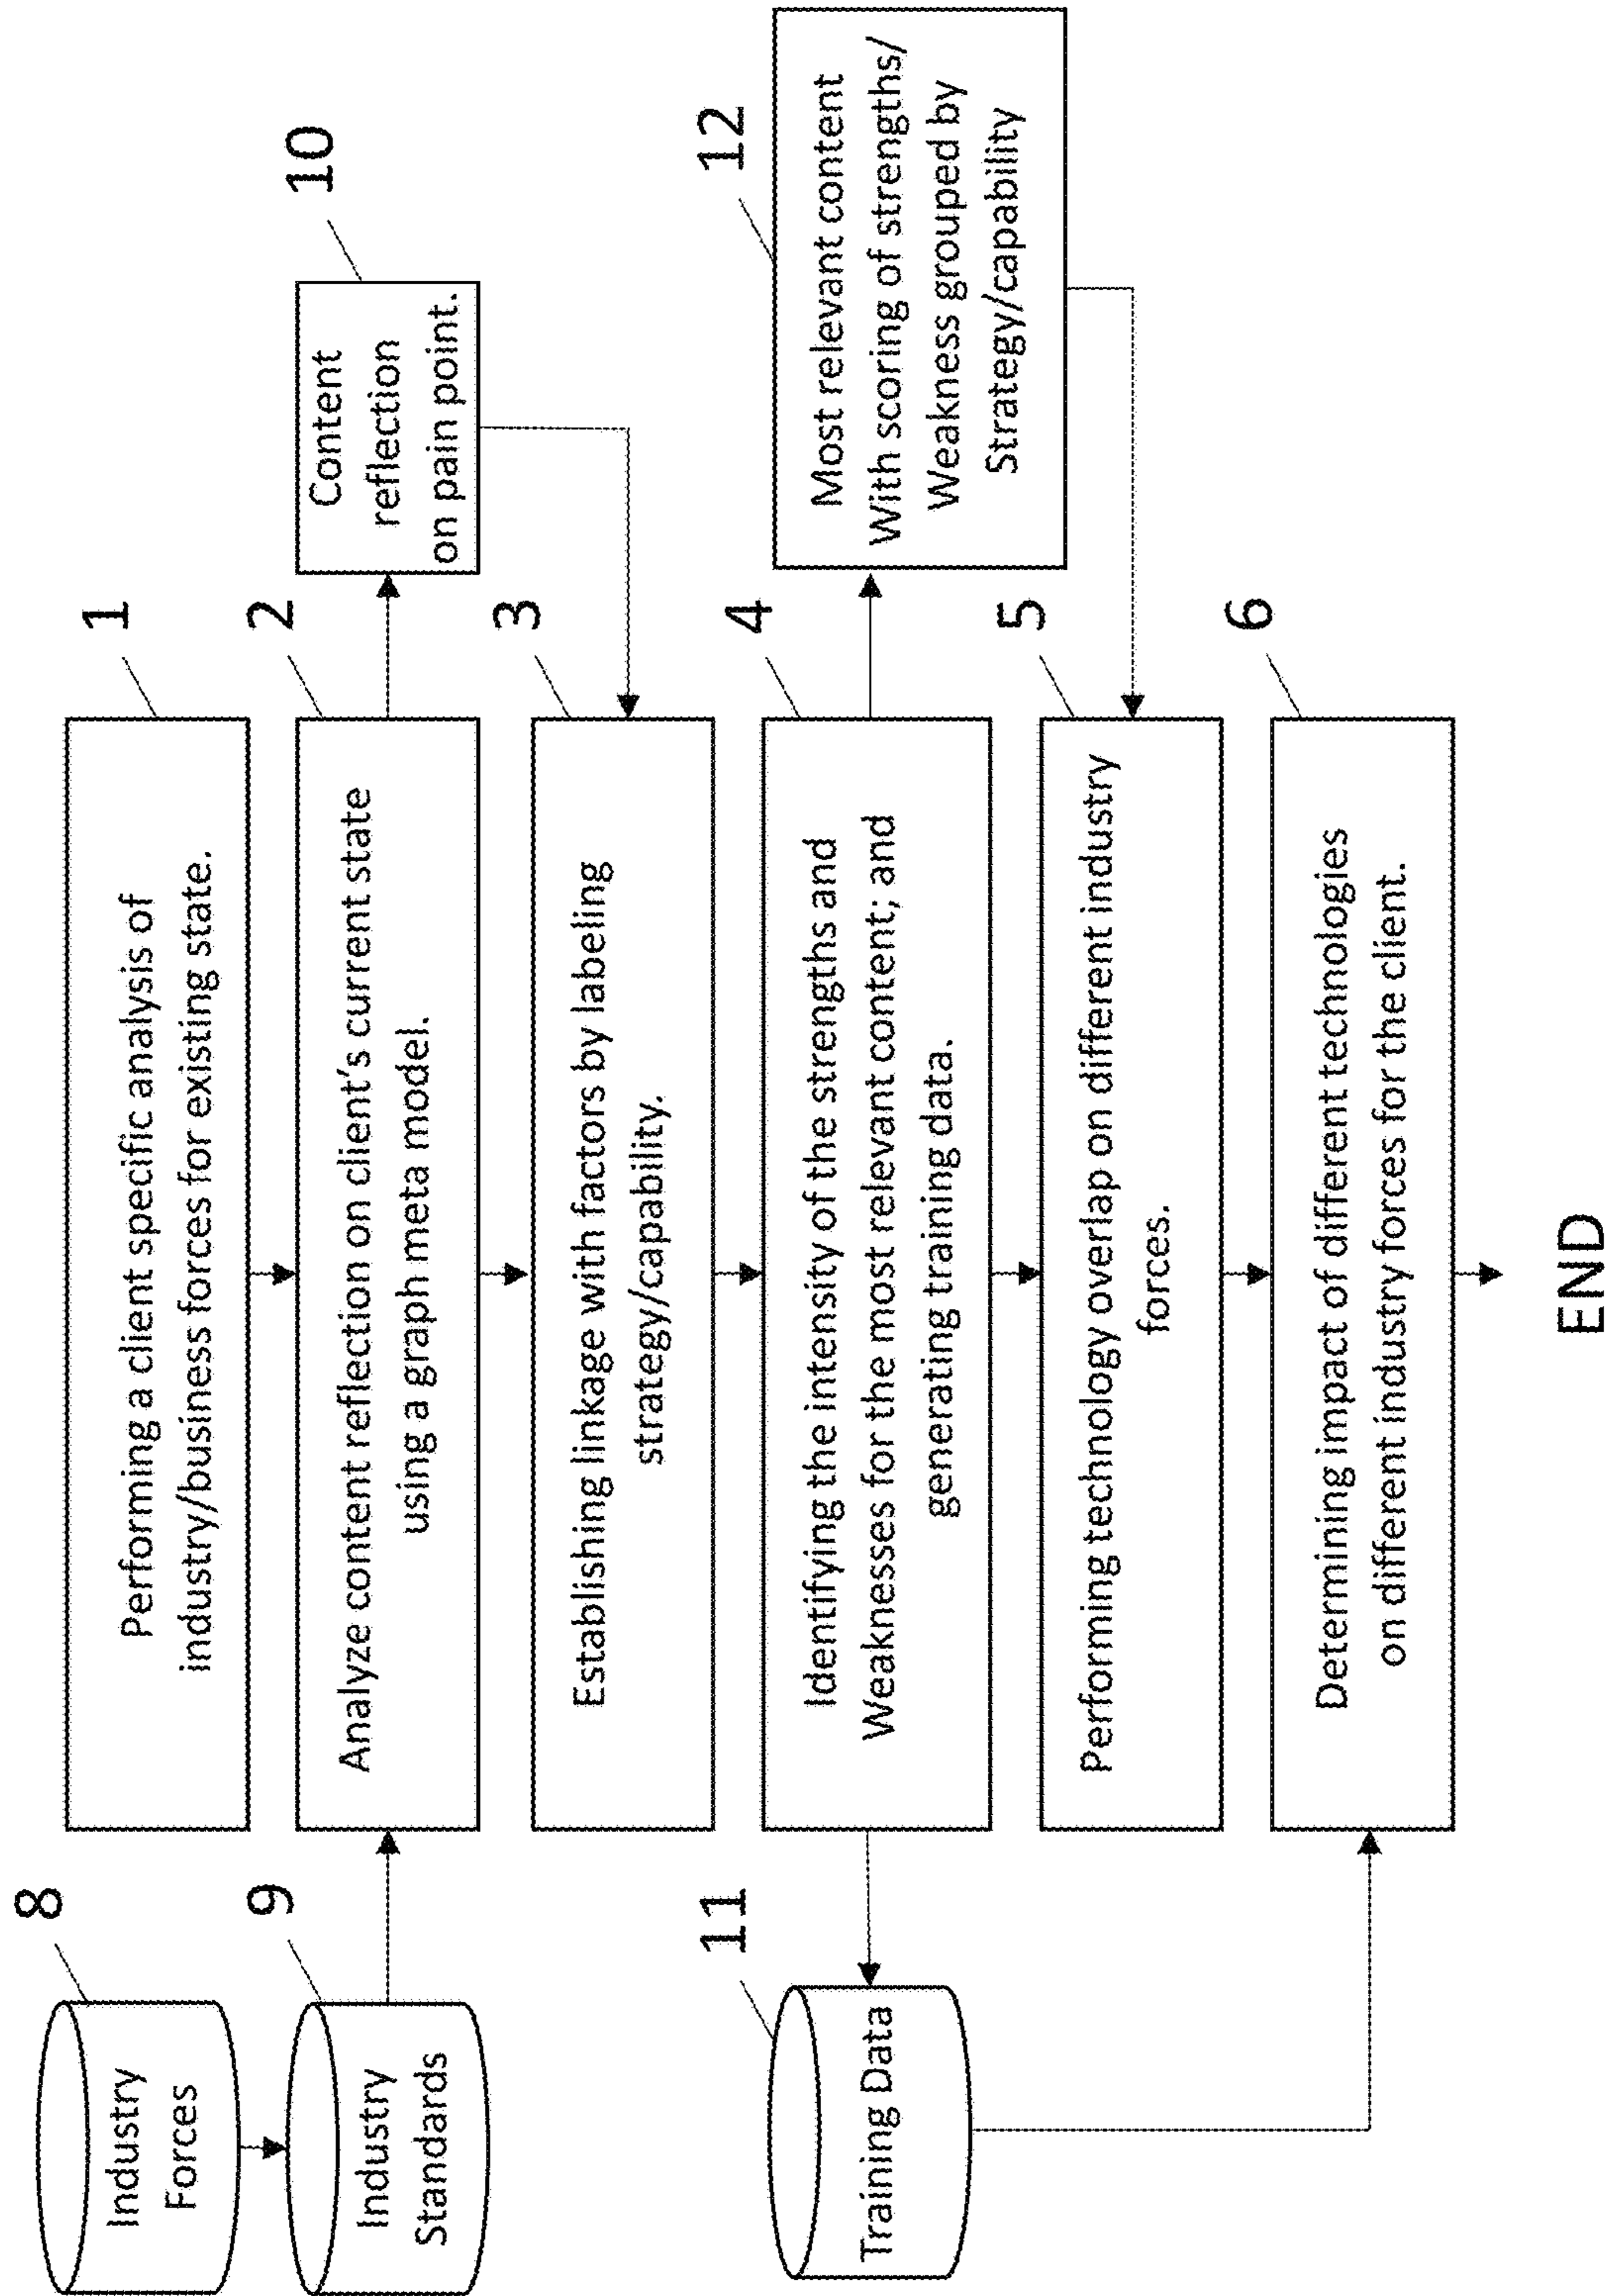 8
Industry
Forces
1
Performing a client specific analysis of
industry/business forces for existing state.
9
Industry
Standards
2
Analyze content reflection on client's current state
using a graph meta model.
10
Content
reflection
on pain point.
3
Establishing linkage with factors by labeling
strategy/capability.
11
Training Data
4
Identifying the intensity of the strengths and
Weaknesses for the most relevant content; and
generating training data.
12
Most relevant content
With scoring of strengths/
Weakness grouped by
Strategy/capability
5
Performing technology overlap on different industry
forces.
6
Determining impact of different technologies
on different industry forces for the client.
END